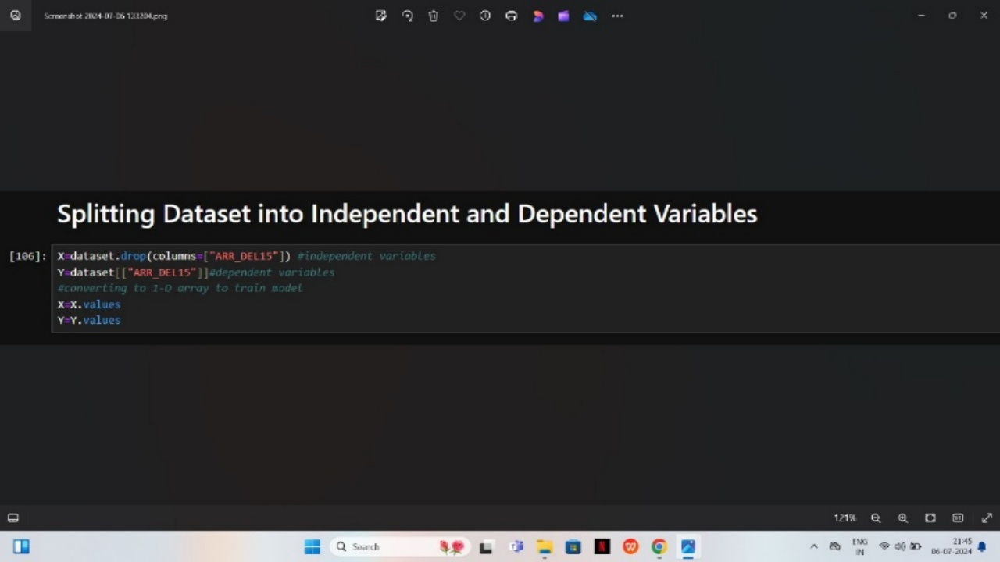 Screenshot 2024-07-06 133204.png
Splitting Dataset into Independent and Dependent Variables
[106]: X=dataset.drop(columns=["ARR_DEL15"]) #independent variables
Y=dataset[["ARR_DEL15"]]#dependent variables
#converting to 1-D array to train model
X=X.values
Y=Y.values
121%
Search
ENG
IN
21:45
06-07-2024